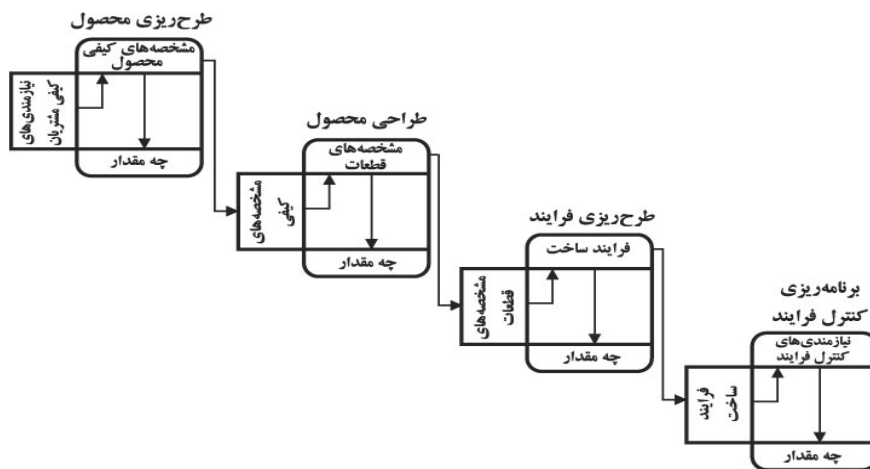 طرح‌ریزی محصول
مشخصه‌های کیفی
محصول
نیازمندی‌های
کیفی مشتریان
چه مقدار
طراحی محصول
مشخصه‌های
قطعات
مشخصه‌های
کیفی
چه مقدار
طرح‌ریزی فرایند
فرایند ساخت
مشخصه‌های
قطعات
چه مقدار
برنامه‌ریزی
کنترل فرایند
نیازمندی‌های
کنترل فرایند
فرایند
ساخت
چه مقدار